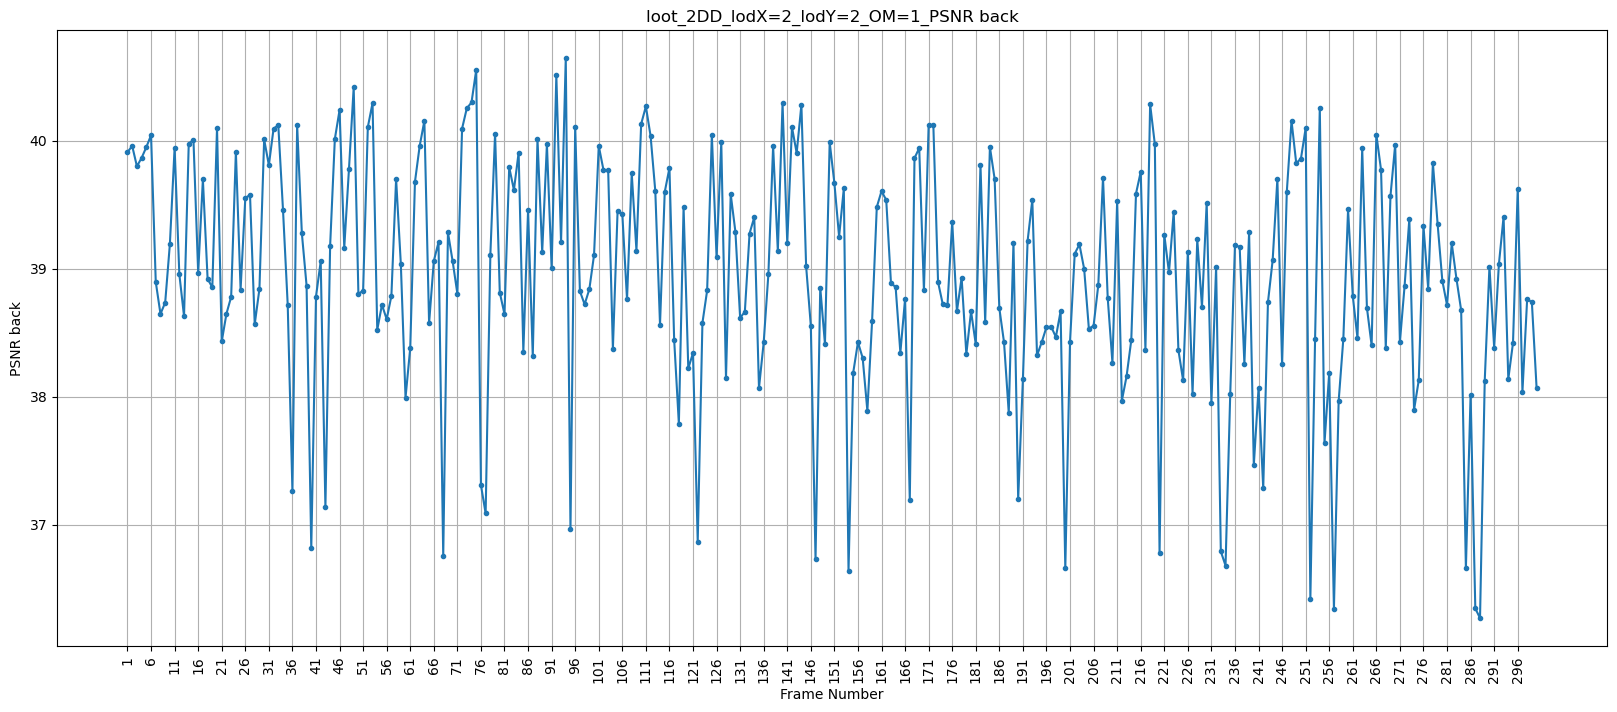 loot_2DD_lodX=2_lodY=2_OM=1_PSNR back
PSNR back
40
39
38
37
1 6 11 16 21 26 31 36 41 46 51 56 61 66 71 76 81 86 91 96 101 106 111 116 121 126 131 136 141 146 151 156 161 166 171 176 181 186 191 196 201 206 211 216 221 226 231 236 241 246 251 256 261 266 271 276 281 286 291 296
Frame Number